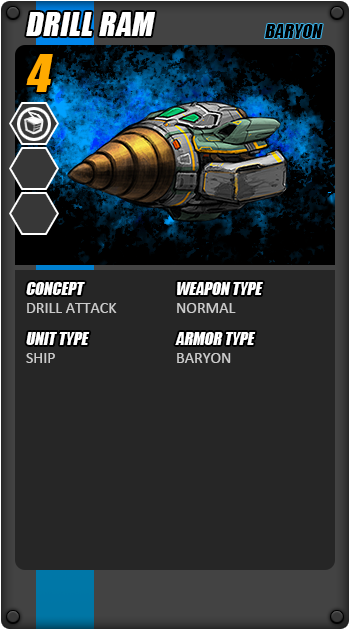 DRILL RAM
BARYON
4
CONCEPT
DRILL ATTACK
WEAPON TYPE
NORMAL
UNIT TYPE
SHIP
ARMOR TYPE
BARYON